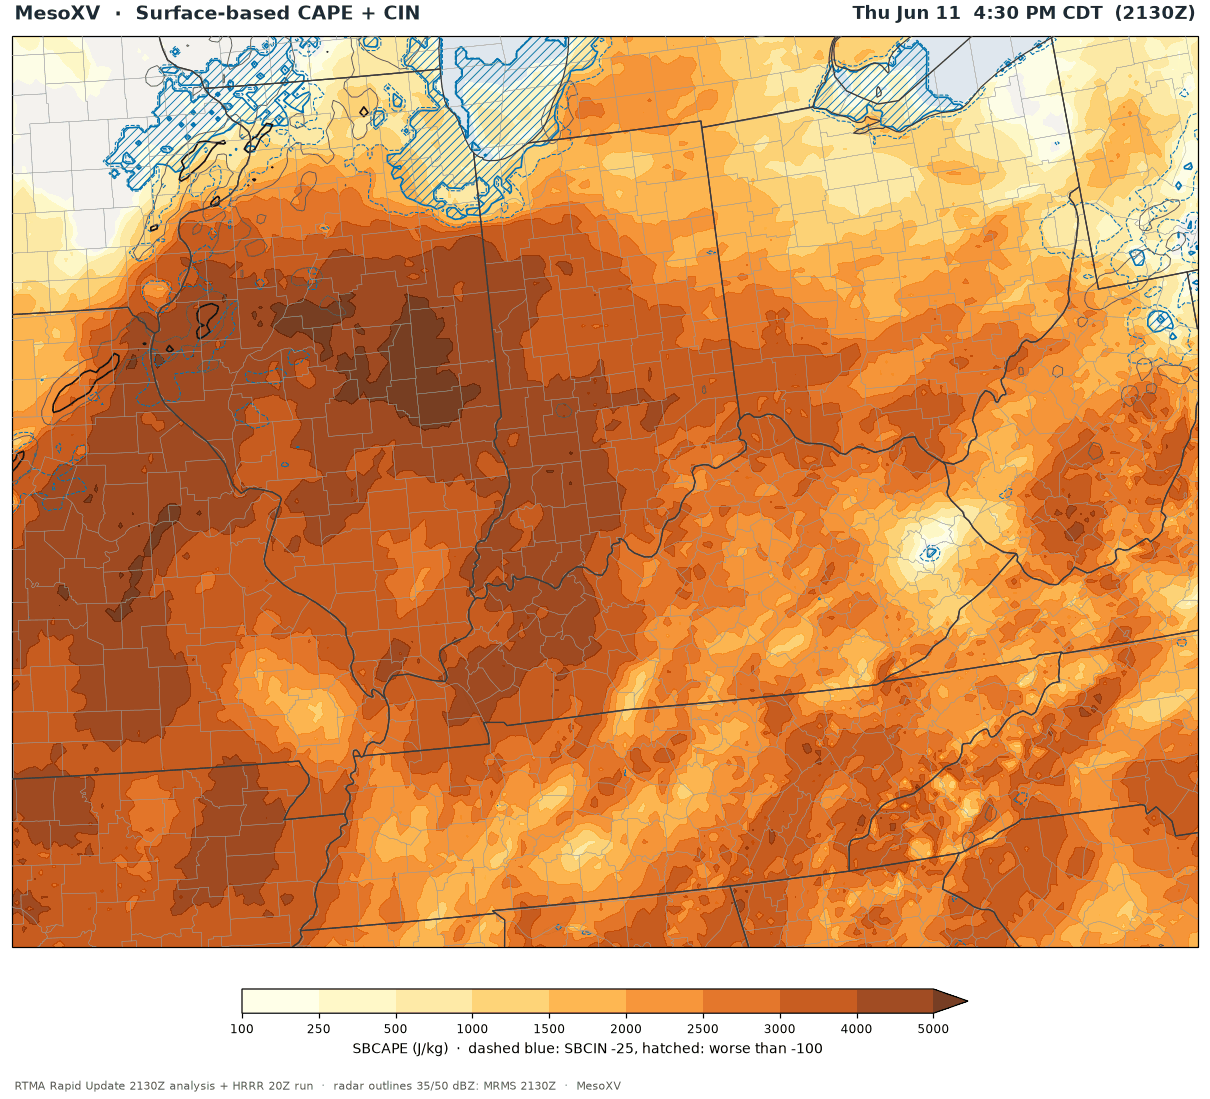 MesoXV · Surface-based CAPE + CIN
Thu Jun 11 4:30 PM CDT (2130Z)
100 250 500 1000 1500 2000 2500 3000 4000 5000
SBCAPE (J/kg) · dashed blue: SBCIN -25, hatched: worse than -100
RTMA Rapid Update 2130Z analysis + HRRR 20Z run · radar outlines 35/50 dBZ: MRMS 2130Z · MesoXV